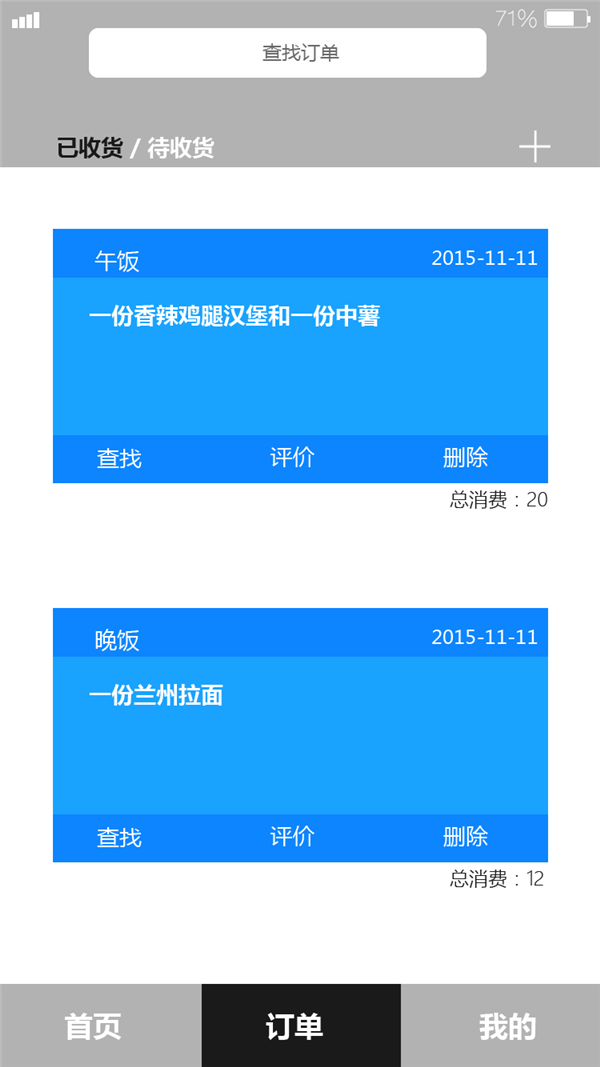 71%
查找订单
已收货 / 待收货
午饭 2015-11-11
一份香辣鸡腿汉堡和一份中薯
查找 评价 删除
总消费：20
晚饭 2015-11-11
一份兰州拉面
查找 评价 删除
总消费：12
首页 订单 我的